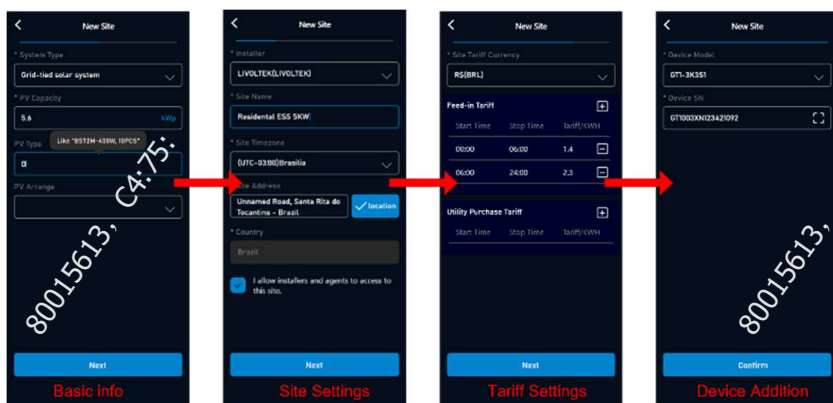 New Site
* System Type
Grid-tied solar system
* PV Capacity
5.6 kWp
PV Type
Like "BST2M-400W, 10PCS"
0
PV Arrange
Next
Basic info
New Site
* Installer
LIVOLTEK(LIVOLTEK)
* Site Name
Residental ESS 5KW
* Site Timezone
(UTC-03:00)Brasilia
* Site Address
Unnamed Road, Santa Rita do
Tocantins - Brazil
location
* Country
Brazil
I allow installers and agents to access to
this site.
Next
Site Settings
New Site
* Site Tariff Currency
R$(BRL)
Feed-in Tariff
Start Time Stop Time Tariff/KWH
00:00 06:00 1.4
06:00 24:00 2.3
Utility Purchase Tariff
Start Time Stop Time Tariff/KWH
Next
Tariff Settings
New Site
* Device Model
GT1-3K3S1
* Device SN
GT1003XN123421092
Confirm
Device Addition
80015613, C4:75:
80015613,